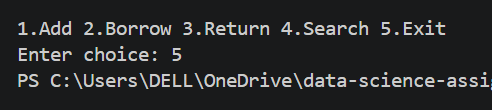 1.Add 2.Borrow 3.Return 4.Search 5.Exit
Enter choice: 5
PS C:\Users\DELL\OneDrive\data-science-assig